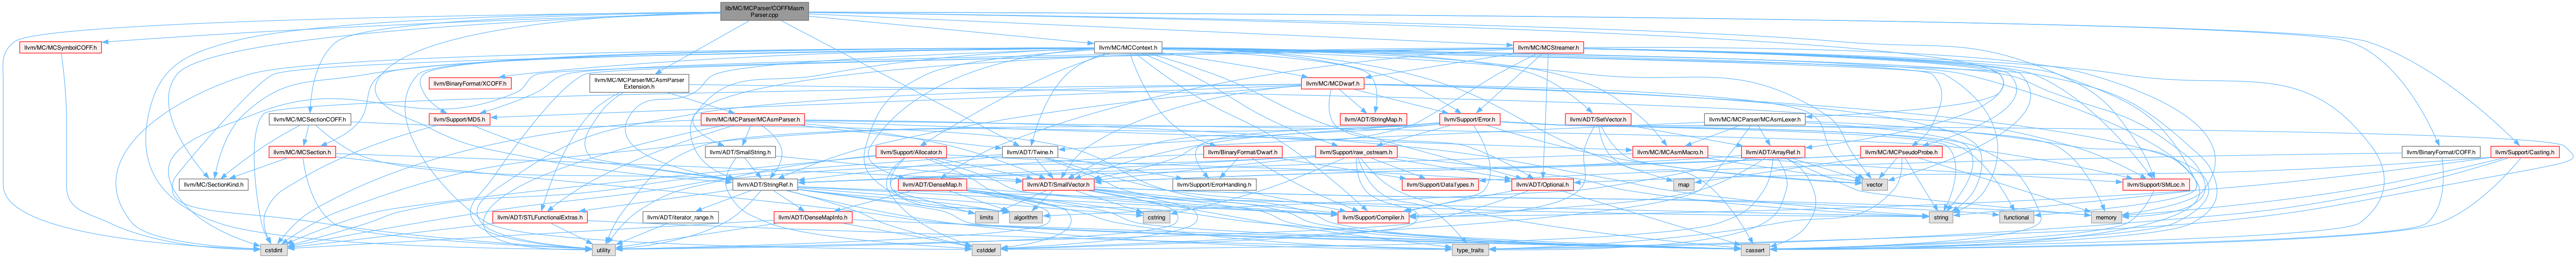 lib/MC/MCParser/COFFMasm
Parser.cpp
llvm/MC/MCSymbolCOFF.h
llvm/MC/MCContext.h
llvm/MC/MCStreamer.h
llvm/BinaryFormat/XCOFF.h
llvm/MC/MCParser/MCAsmParser
Extension.h
llvm/MC/MCDwarf.h
llvm/MC/MCSectionCOFF.h
llvm/Support/MD5.h
llvm/MC/MCParser/MCAsmParser.h
llvm/ADT/StringMap.h
llvm/Support/Error.h
llvm/ADT/SetVector.h
llvm/MC/MCParser/MCAsmLexer.h
llvm/MC/MCSection.h
llvm/ADT/SmallString.h
llvm/Support/Allocator.h
llvm/ADT/Twine.h
llvm/BinaryFormat/Dwarf.h
llvm/Support/raw_ostream.h
llvm/MC/MCAsmMacro.h
llvm/ADT/ArrayRef.h
llvm/MC/MCPseudoProbe.h
llvm/BinaryFormat/COFF.h
llvm/Support/Casting.h
llvm/MC/SectionKind.h
llvm/ADT/StringRef.h
llvm/ADT/DenseMap.h
llvm/ADT/SmallVector.h
llvm/Support/ErrorHandling.h
llvm/Support/DataTypes.h
llvm/ADT/Optional.h
map
vector
llvm/Support/SMLoc.h
llvm/ADT/STLFunctionalExtras.h
llvm/ADT/iterator_range.h
llvm/ADT/DenseMapInfo.h
limits
algorithm
cstring
llvm/Support/Compiler.h
string
functional
memory
cstdint
utility
cstddef
type_traits
cassert